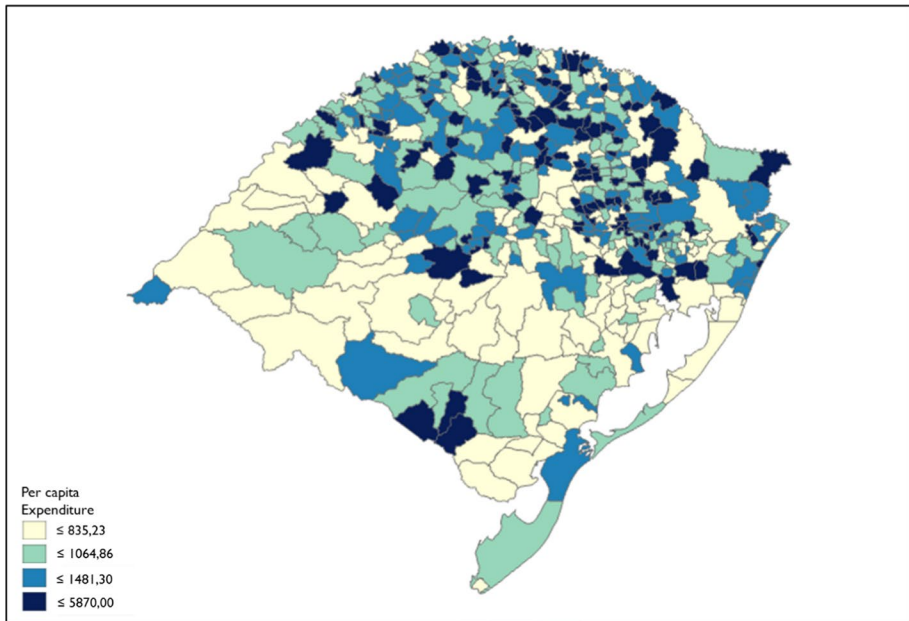 Per capita
Expenditure
≤ 835,23
≤ 1064,86
≤ 1481,30
≤ 5870,00